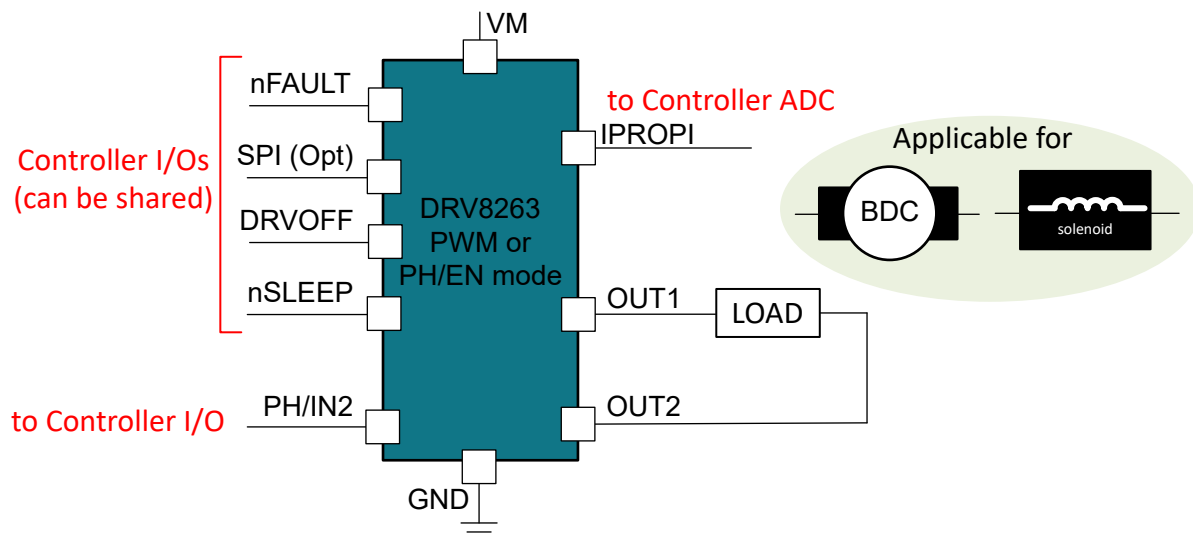 VM
nFAULT
to Controller ADC
IPROPI
Applicable for
Controller I/Os
(can be shared)
SPI (Opt)
DRV8263
PWM or
PH/EN mode
BDC
solenoid
DRVOFF
nSLEEP
OUT1
LOAD
to Controller I/O
PH/IN2
OUT2
GND